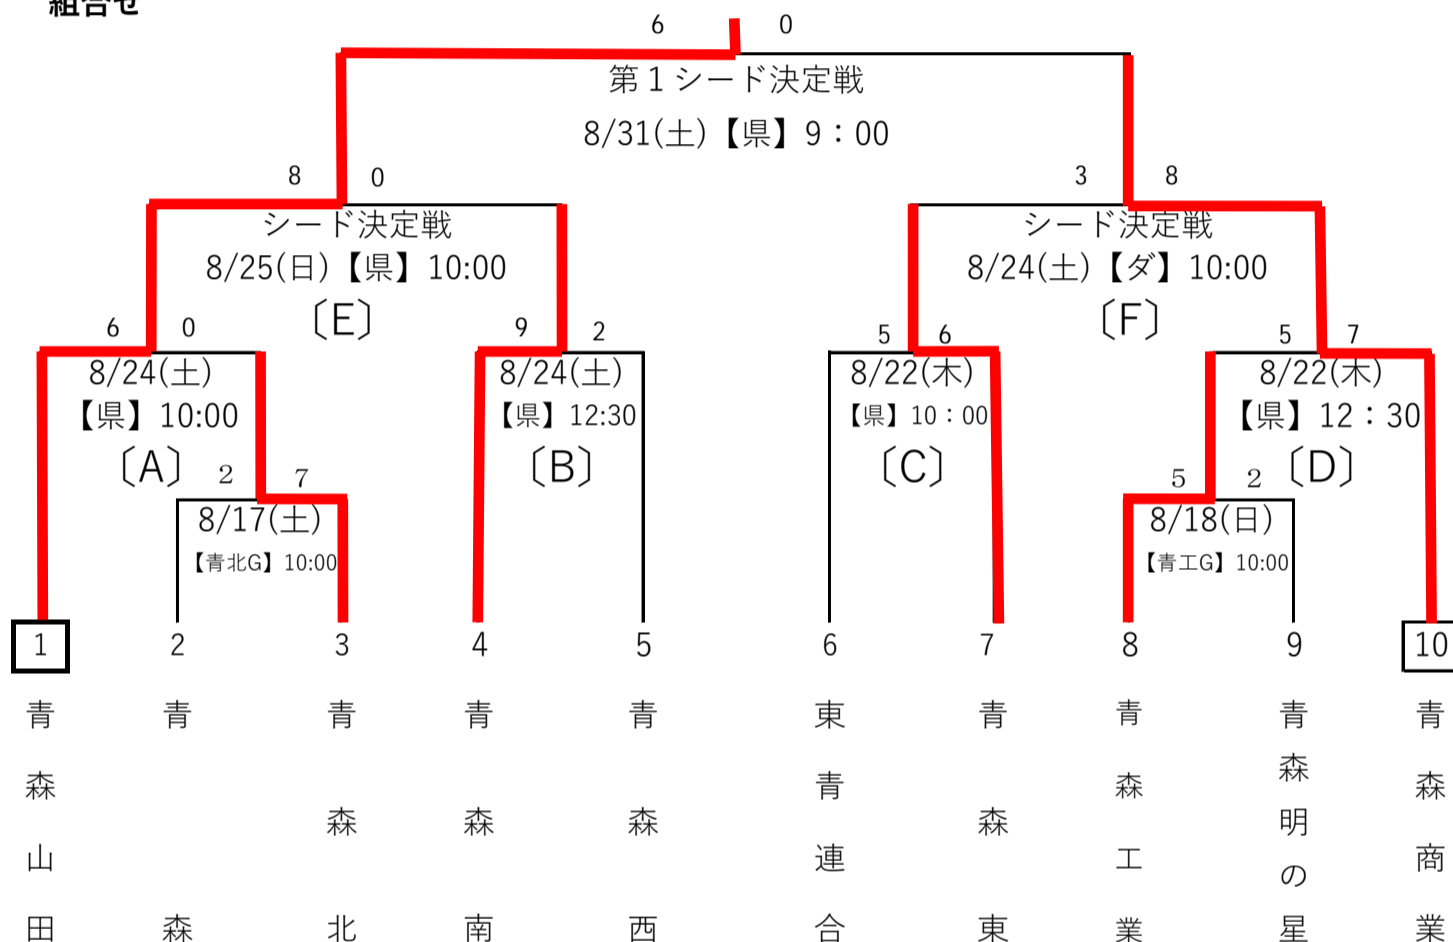 組合せ
6 0
第1シード決定戦
8/31(土)【県】9：00
8 0
3 8
シード決定戦
8/25(日)【県】10:00
〔E〕
シード決定戦
8/24(土)【ダ】10:00
〔F〕
6 0
8/24(土)
【県】10:00
〔A〕
9 2
8/24(土)
【県】12:30
〔B〕
5 6
8/22(木)
【県】10：00
〔C〕
5 7
8/22(木)
【県】12：30
〔D〕
2 7
8/17(土)
【青北G】10:00
5 2
8/18(日)
【青工G】10:00
1 2 3 4 5 6 7 8 9 10
青森山田
青森
青森北
青森南
青森西
東青連合
青森東
青森工業
青森明の星
青森商業